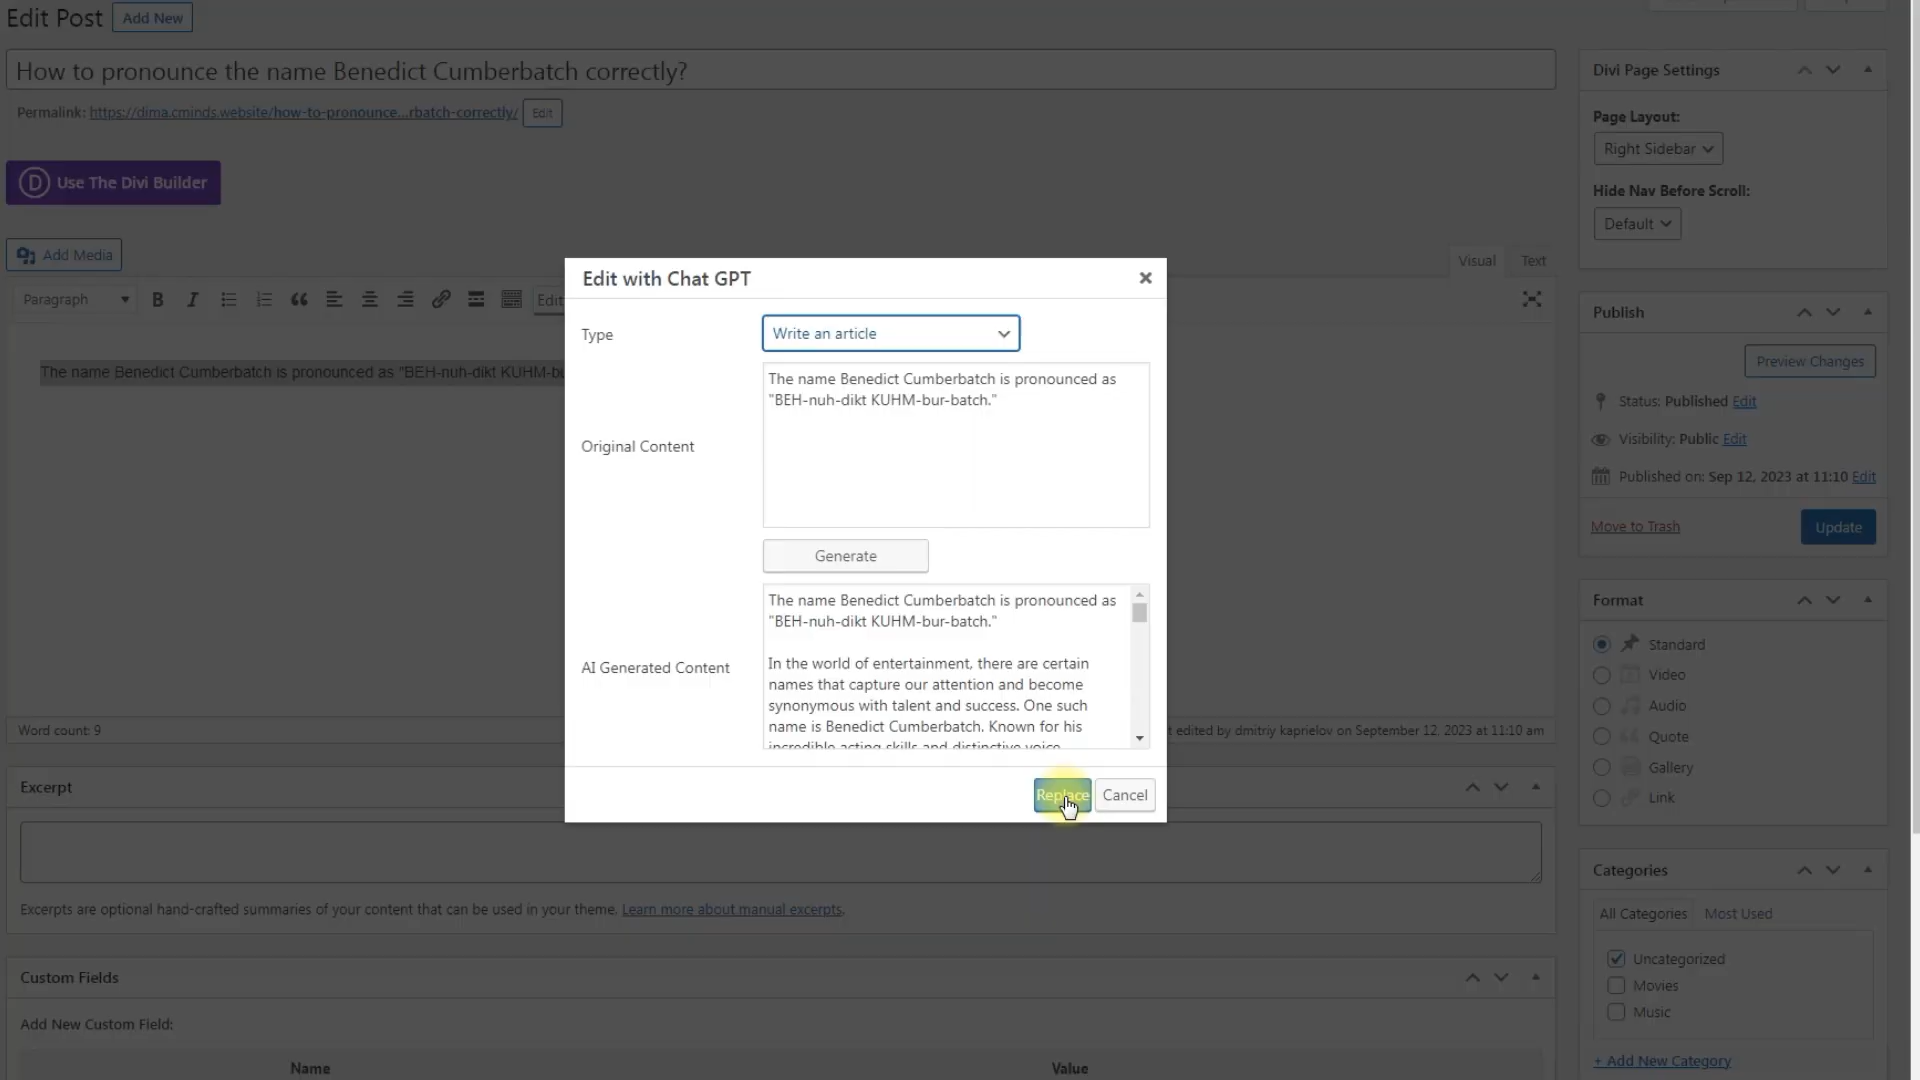 Edit Post
Add New
How to pronounce the name Benedict Cumberbatch correctly?
Permalink: https://dima.cminds.website/how-to-pronounce...rbatch-correctly/ Edit
Use The Divi Builder
Add Media
Visual
Text
Paragraph
Edit
The name Benedict Cumberbatch is pronounced as "BEH-nuh-dikt
Word count: 9
edited by dmitriy kaprielov on September 12, 2023 at 11:10 am
Excerpt
Excerpts are optional hand-crafted summaries of your content that can be used in your theme. Learn more about manual excerpts.
Custom Fields
Add New Custom Field:
Name
Value
Edit with Chat GPT
Type
Write an article
Original Content
The name Benedict Cumberbatch is pronounced as
"BEH-nuh-dikt KUHM-bur-batch."
Generate
AI Generated Content
The name Benedict Cumberbatch is pronounced as
"BEH-nuh-dikt KUHM-bur-batch."
In the world of entertainment, there are certain
names that capture our attention and become
synonymous with talent and success. One such
name is Benedict Cumberbatch. Known for his
incredible acting skills and distinctive voice
Replace
Cancel
Divi Page Settings
Page Layout:
Right Sidebar
Hide Nav Before Scroll:
Default
Publish
Preview Changes
Status: Published Edit
Visibility: Public Edit
Published on: Sep 12, 2023 at 11:10 Edit
Move to Trash
Update
Format
Standard
Video
Audio
Quote
Gallery
Link
Categories
All Categories
Most Used
Uncategorized
Movies
Music
+ Add New Category